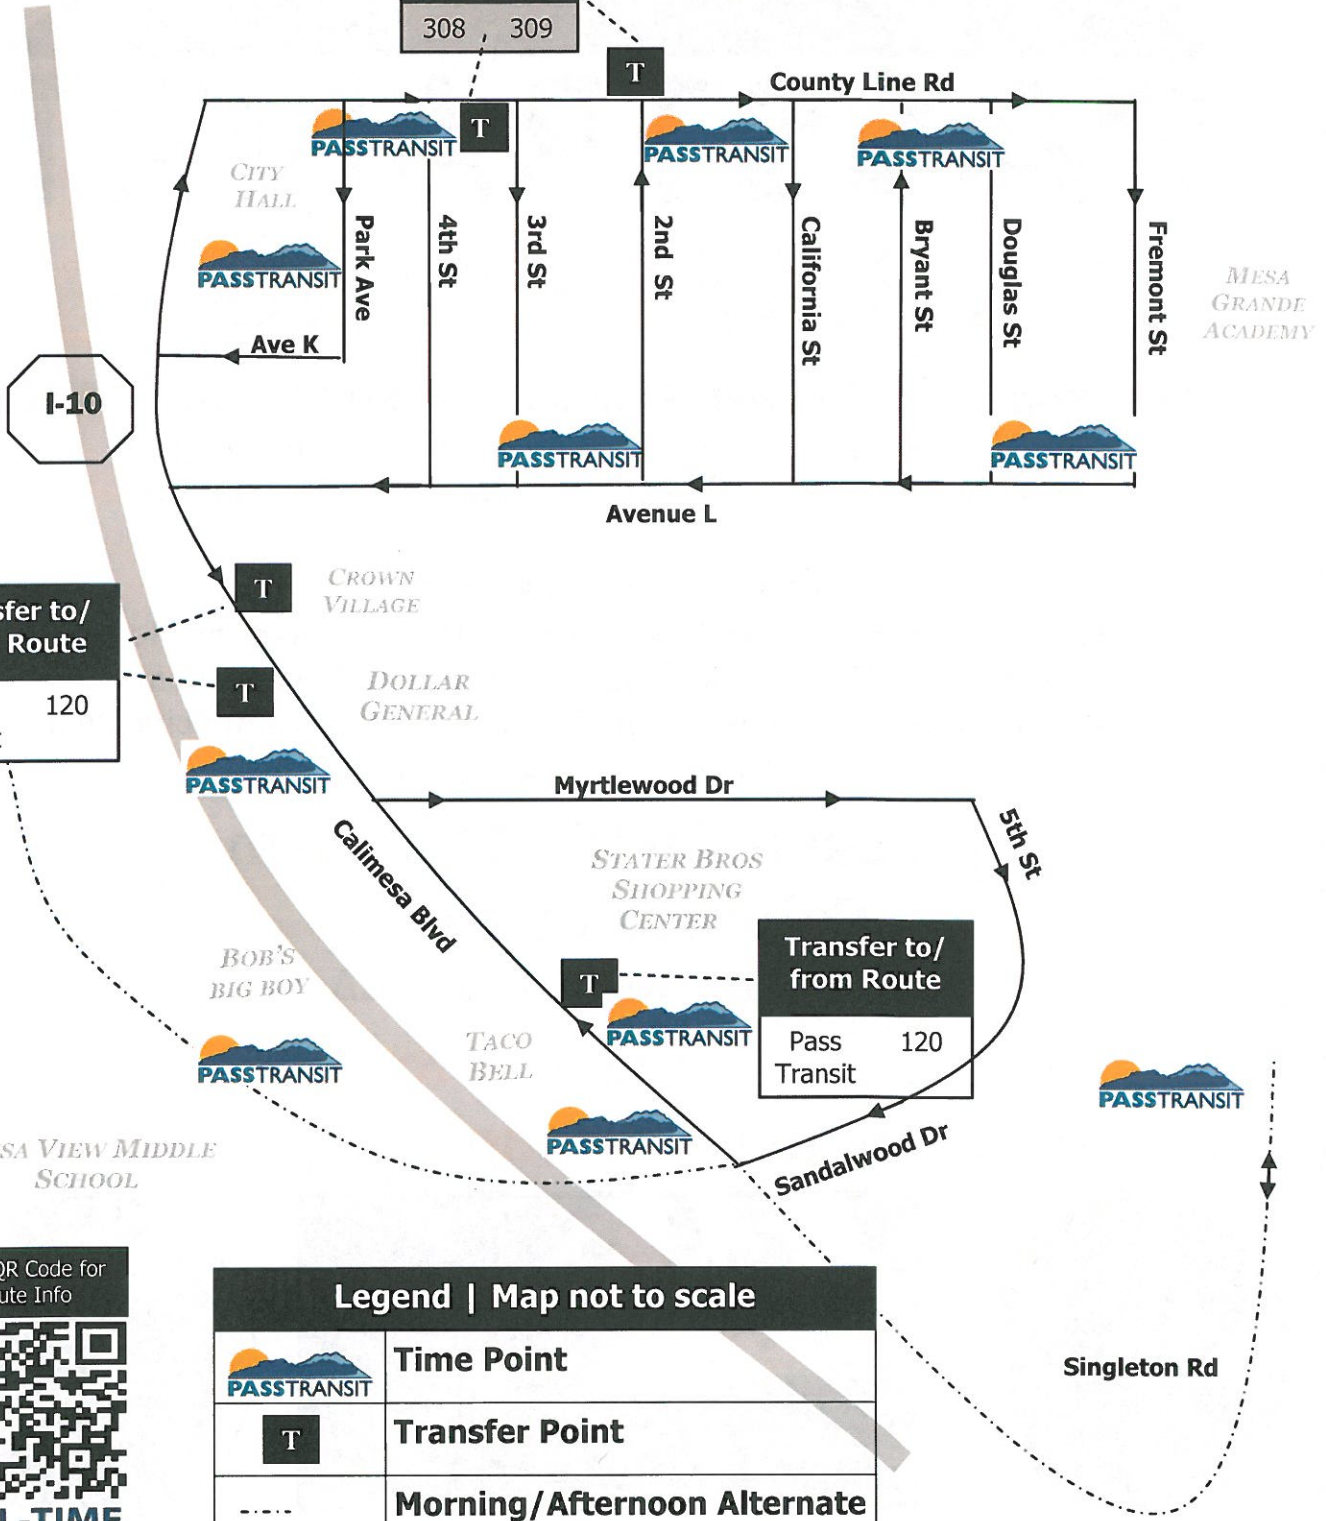 308 309
T
County Line Rd
PASSTRANSIT
T
PASSTRANSIT
PASSTRANSIT
CITY
HALL
PASSTRANSIT
Park Ave
4th St
3rd St
2nd St
California St
Bryant St
Douglas St
Fremont St
MESA
GRANDE
ACADEMY
Ave K
I-10
PASSTRANSIT
PASSTRANSIT
Avenue L
T
CROWN
VILLAGE
sfer to/
Route
120
T
DOLLAR
GENERAL
PASSTRANSIT
Myrtlewood Dr
5th St
Calimesa Blvd
STATER BROS
SHOPPING
CENTER
BOB'S
BIG BOY
T
Transfer to/
from Route
Pass 120
Transit
PASSTRANSIT
TACO
BELL
PASSTRANSIT
PASSTRANSIT
PASSTRANSIT
Sandalwood Dr
SA VIEW MIDDLE
SCHOOL
QR Code for
ute Info
L-TIME
Legend | Map not to scale
PASSTRANSIT Time Point
T Transfer Point
Morning/Afternoon Alternate
Singleton Rd